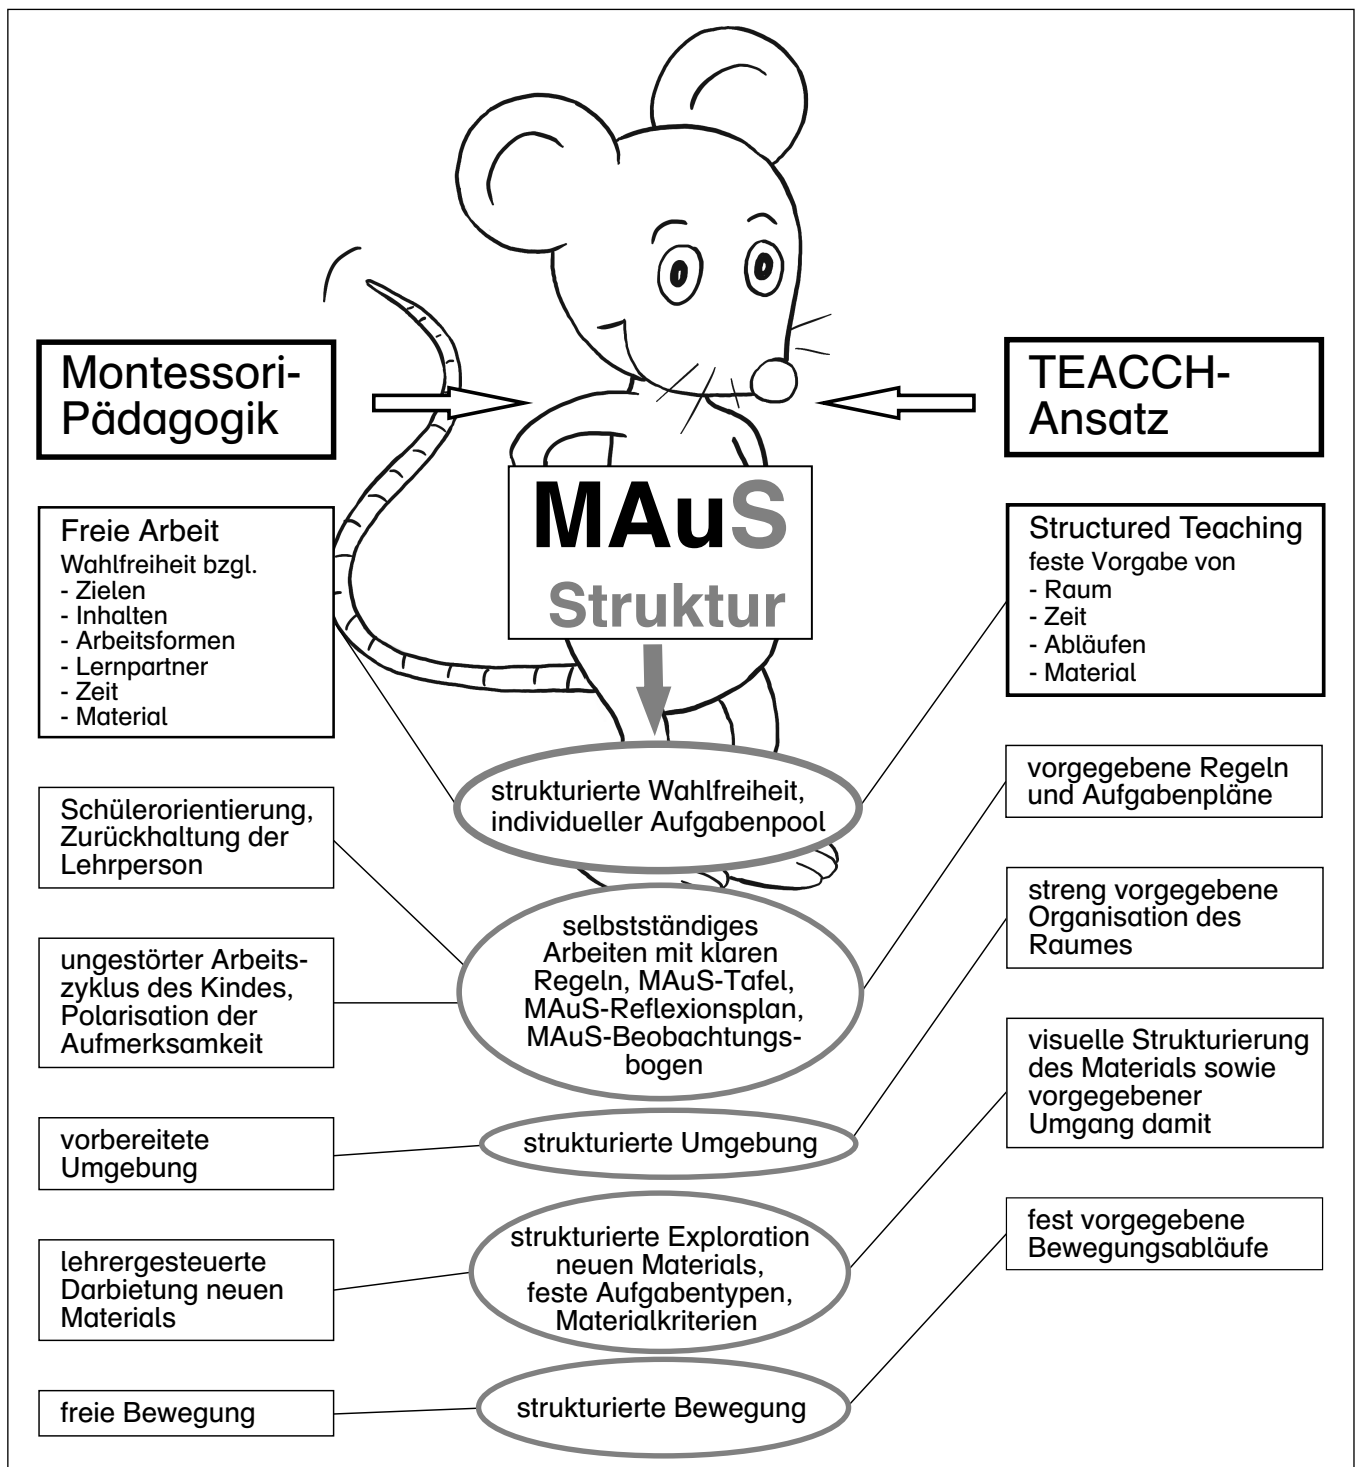 Montessori-
Pädagogik
Freie Arbeit
Wahlfreiheit bzgl.
- Zielen
- Inhalten
- Arbeitsformen
- Lernpartner
- Zeit
- Material
Schülerorientierung,
Zurückhaltung der
Lehrperson
ungestörter Arbeits-
zyklus des Kindes,
Polarisation der
Aufmerksamkeit
vorbereitete
Umgebung
lehrergesteuerte
Darbietung neuen
Materials
freie Bewegung
MAuS
Struktur
strukturierte Wahlfreiheit,
individueller Aufgabenpool
selbstständiges
Arbeiten mit klaren
Regeln, MAuS-Tafel,
MAuS-Reflexionsplan,
MAuS-Beobachtungs-
bogen
strukturierte Umgebung
strukturierte Exploration
neuen Materials,
feste Aufgabentypen,
Materialkriterien
strukturierte Bewegung
TEACCH-
Ansatz
Structured Teaching
feste Vorgabe von
- Raum
- Zeit
- Abläufen
- Material
vorgegebene Regeln
und Aufgabenpläne
streng vorgegebene
Organisation des
Raumes
visuelle Strukturierung
des Materials sowie
vorgegebener
Umgang damit
fest vorgegebene
Bewegungsabläufe